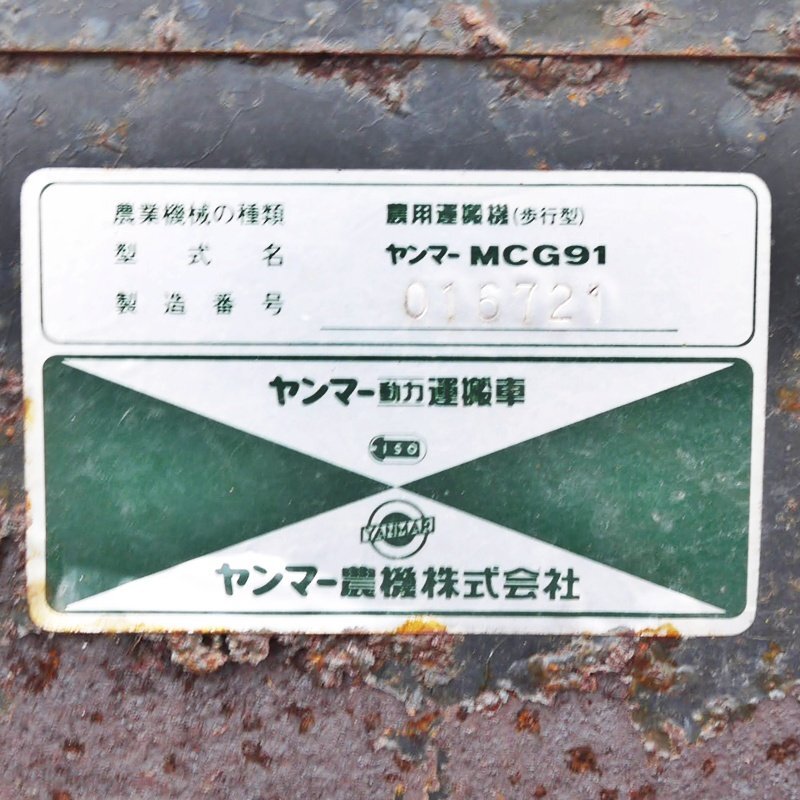 農業機械の種類 農用運搬機(歩行型)
型式名 ヤンマー MCG91
製造番号 016721
ヤンマー動力運搬車
ISO
YANMAR
ヤンマー農機株式会社